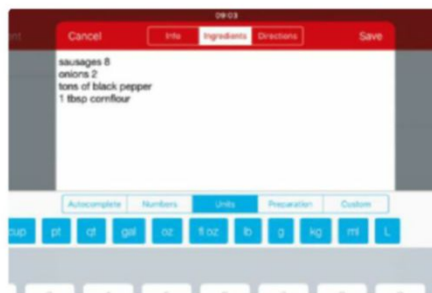 09:03
Cancel Info Ingredients Directions Save
sausages 8
onions 2
tons of black pepper
1 tbsp cornflour
Autocomplete Numbers Units Preparation Custom
cup pt qt gal oz fl oz lb g kg ml L